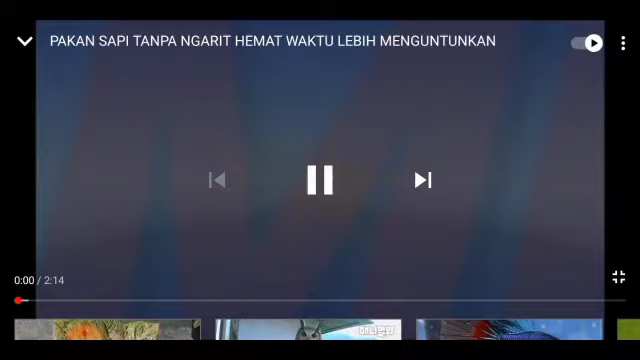 PAKAN SAPI TANPA NGARIT HEMAT WAKTU LEBIH MENGUNTUNKAN
0:00 / 2:14